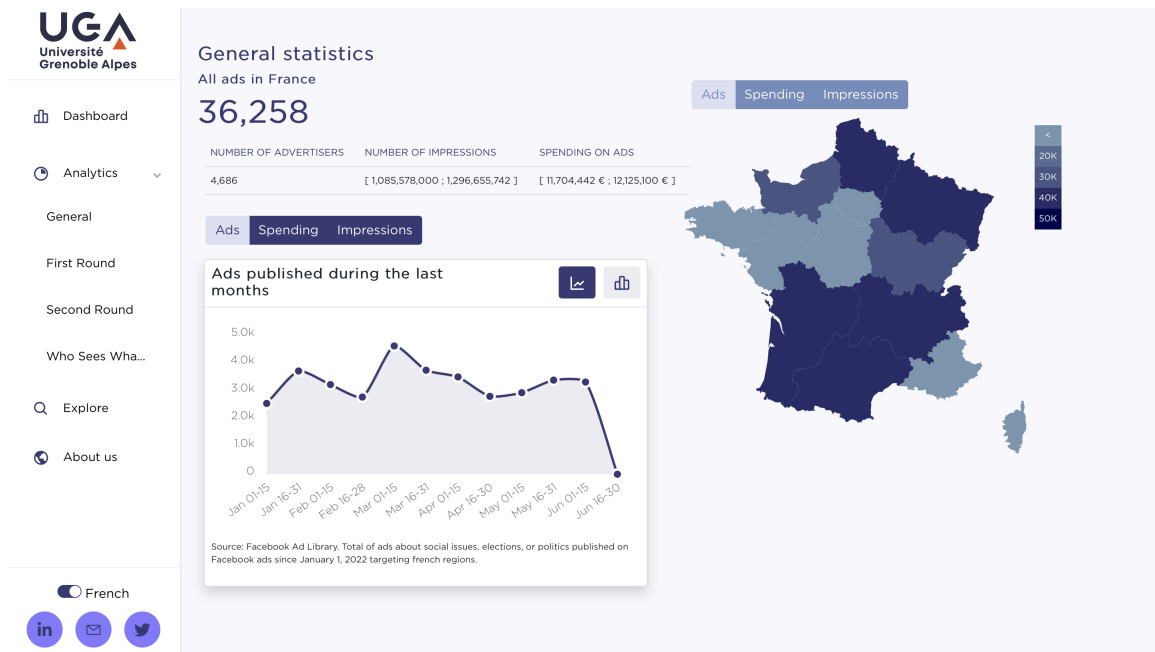 UGA
Université
Grenoble Alpes
Dashboard
Analytics
General
First Round
Second Round
Who Sees Wha...
Explore
About us
French
in
General statistics
All ads in France
36,258
NUMBER OF ADVERTISERS NUMBER OF IMPRESSIONS SPENDING ON ADS
4,686 [ 1,085,578,000 ; 1,296,655,742 ] [ 11,704,442 € ; 12,125,100 € ]
Ads Spending Impressions
Ads published during the last
months
5.0k
4.0k
3.0k
2.0k
1.0k
0
Jan 01-15 Jan 16-31 Feb 01-15 Feb 16-28 Mar 01-15 Mar 16-31 Apr 01-15 Apr 16-30 May 01-15 May 16-31 Jun 01-15 Jun 16-30
Source: Facebook Ad Library. Total of ads about social issues, elections, or politics published on
Facebook ads since January 1, 2022 targeting french regions.
Ads Spending Impressions
<
20K
30K
40K
50K